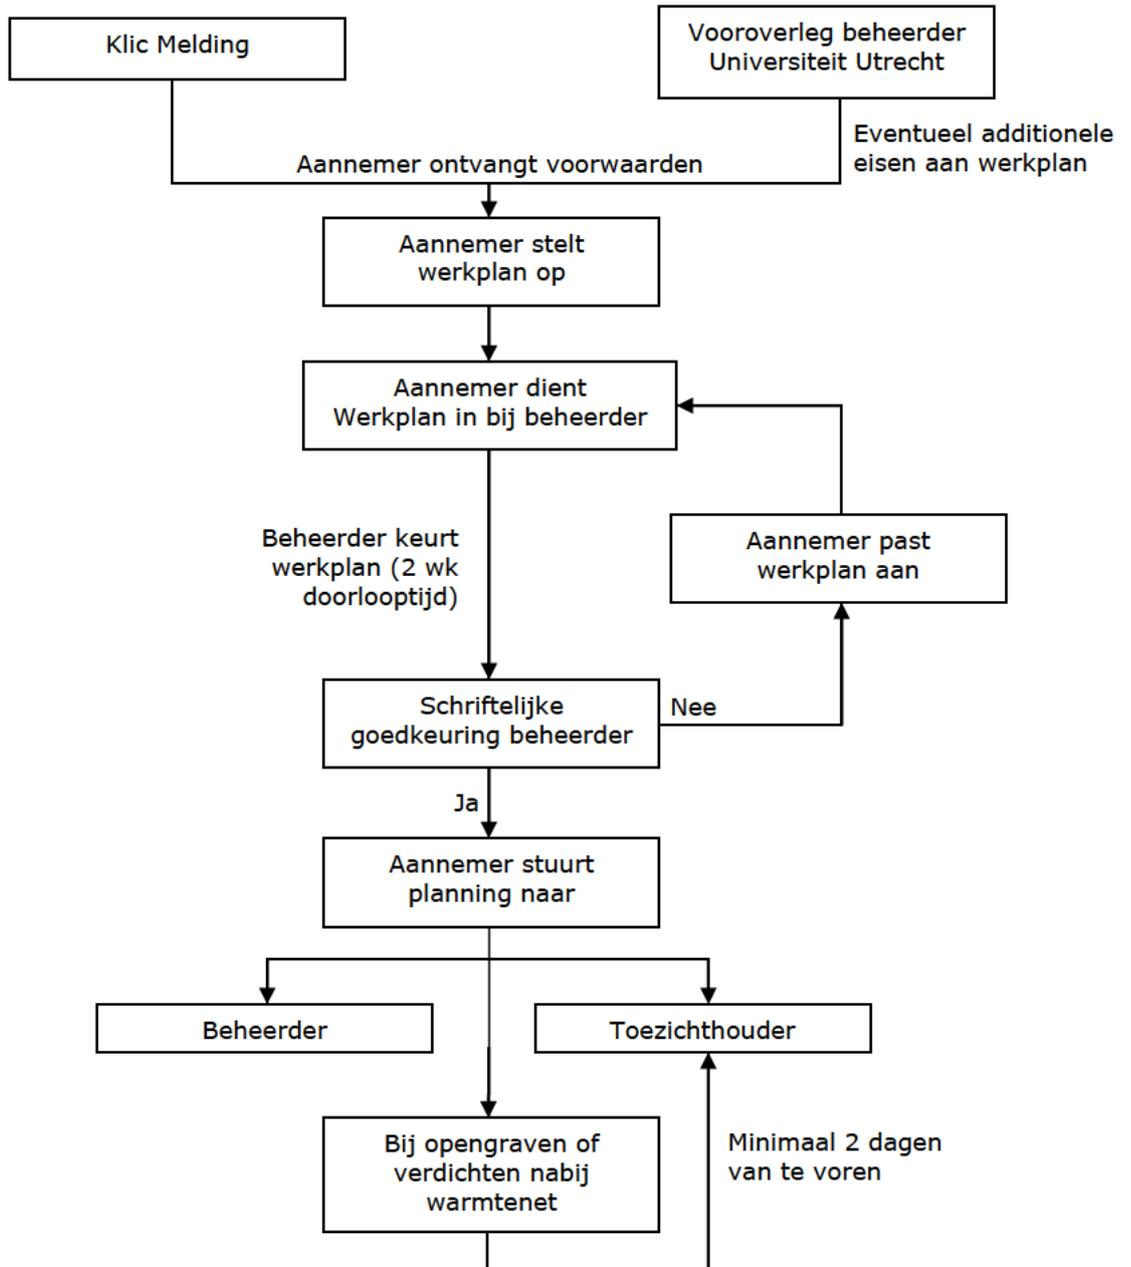 Klic Melding
Vooroverleg beheerder
Universiteit Utrecht
Eventueel additionele
eisen aan werkplan
Aannemer ontvangt voorwaarden
Aannemer stelt
werkplan op
Aannemer dient
Werkplan in bij beheerder
Beheerder keurt
werkplan (2 wk
doorlooptijd)
Aannemer past
werkplan aan
Schriftelijke
goedkeuring beheerder
Nee
Ja
Aannemer stuurt
planning naar
Beheerder
Toezichthouder
Bij opengraven of
verdichten nabij
warmtenet
Minimaal 2 dagen
van te voren